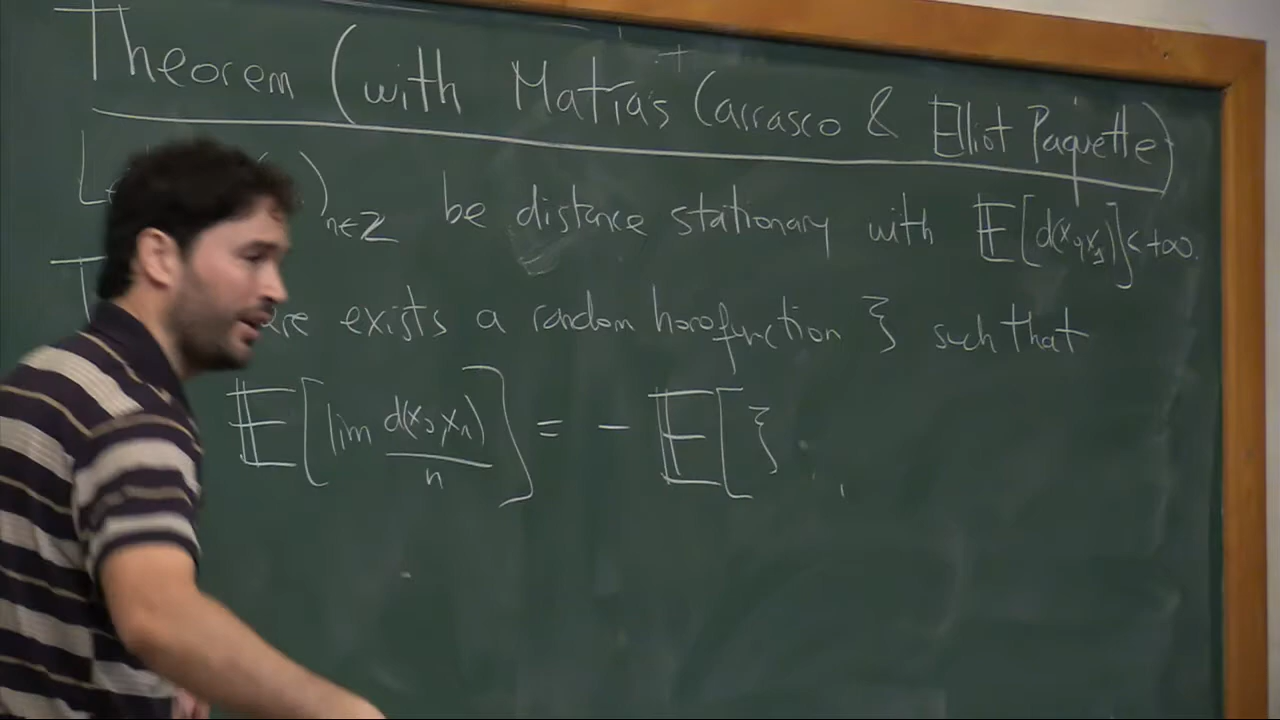 Theorem (with Matías Carrasco & Elliot Paquette)
( )_{n∈ℤ} be distance stationary with 𝔼[d(x₀,x₁)]<+∞.
exists a random horofunction ξ such that
𝔼[lim d(x₀,xₙ)/n] = - 𝔼[ξ